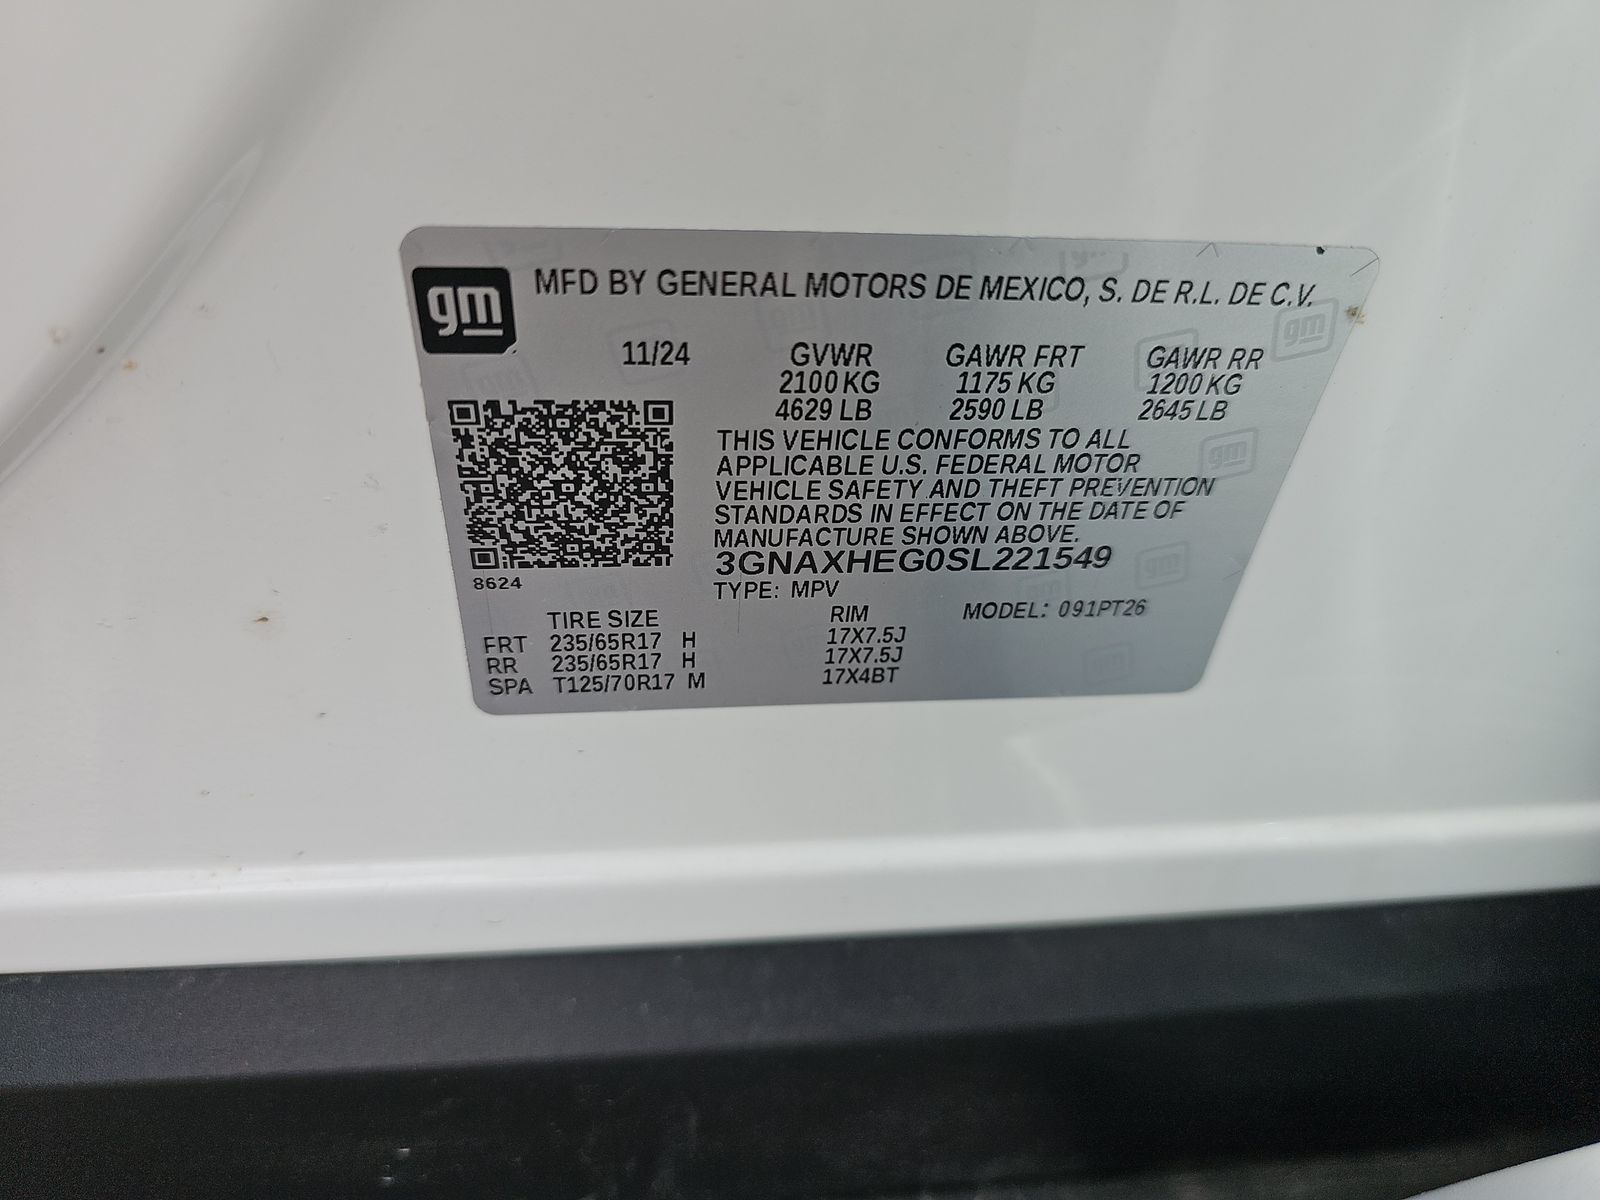 gm
MFD BY GENERAL MOTORS DE MEXICO, S. DE R.L. DE C.V.
11/24 GVWR GAWR FRT GAWR RR
2100 KG 1175 KG 1200 KG
4629 LB 2590 LB 2645 LB
THIS VEHICLE CONFORMS TO ALL
APPLICABLE U.S. FEDERAL MOTOR
VEHICLE SAFETY AND THEFT PREVENTION
STANDARDS IN EFFECT ON THE DATE OF
MANUFACTURE SHOWN ABOVE.
3GNAXHEG0SL221549
8624
TYPE: MPV
TIRE SIZE RIM MODEL: 091PT26
FRT 235/65R17 H 17X7.5J
RR 235/65R17 H 17X7.5J
SPA T125/70R17 M 17X4BT